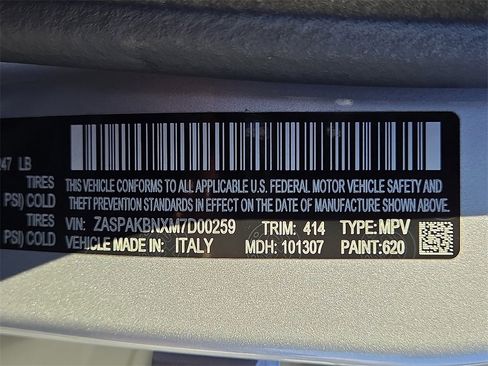 247 LB
TIRES
PSI) COLD
TIRES
PSI) COLD
THIS VEHICLE CONFORMS TO ALL APPLICABLE U.S. FEDERAL MOTOR VEHICLE SAFETY AND
THEFT PREVENTION STANDARDS IN EFFECT ON THE DATE OF MANUFACTURE SHOWN ABOVE.
VIN: ZASPAKBNXM7D00259 TRIM: 414 TYPE: MPV
VEHICLE MADE IN: ITALY MDH: 101307 PAINT: 620